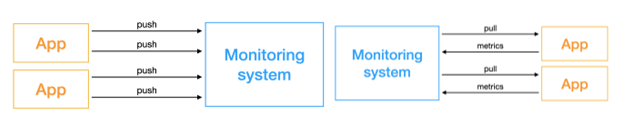 App
push
push
App
push
push
Monitoring
system
Monitoring
system
pull
metrics
App
pull
metrics
App